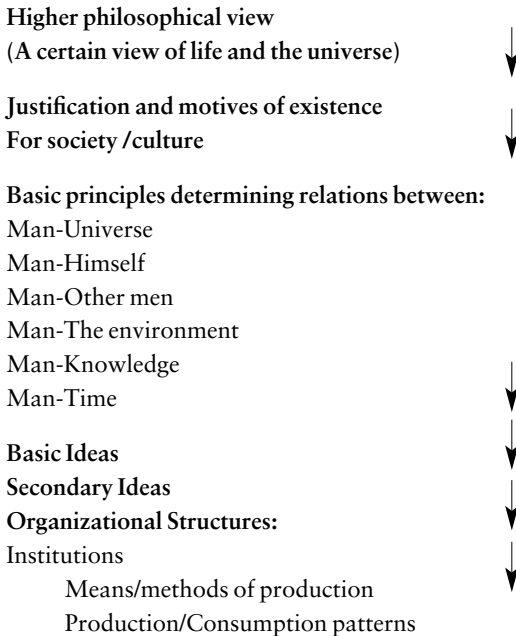 Higher philosophical view
(A certain view of life and the universe)
Justification and motives of existence
For society /culture
Basic principles determining relations between:
Man-Universe
Man-Himself
Man-Other men
Man-The environment
Man-Knowledge
Man-Time
Basic Ideas
Secondary Ideas
Organizational Structures:
Institutions
Means/methods of production
Production/Consumption patterns